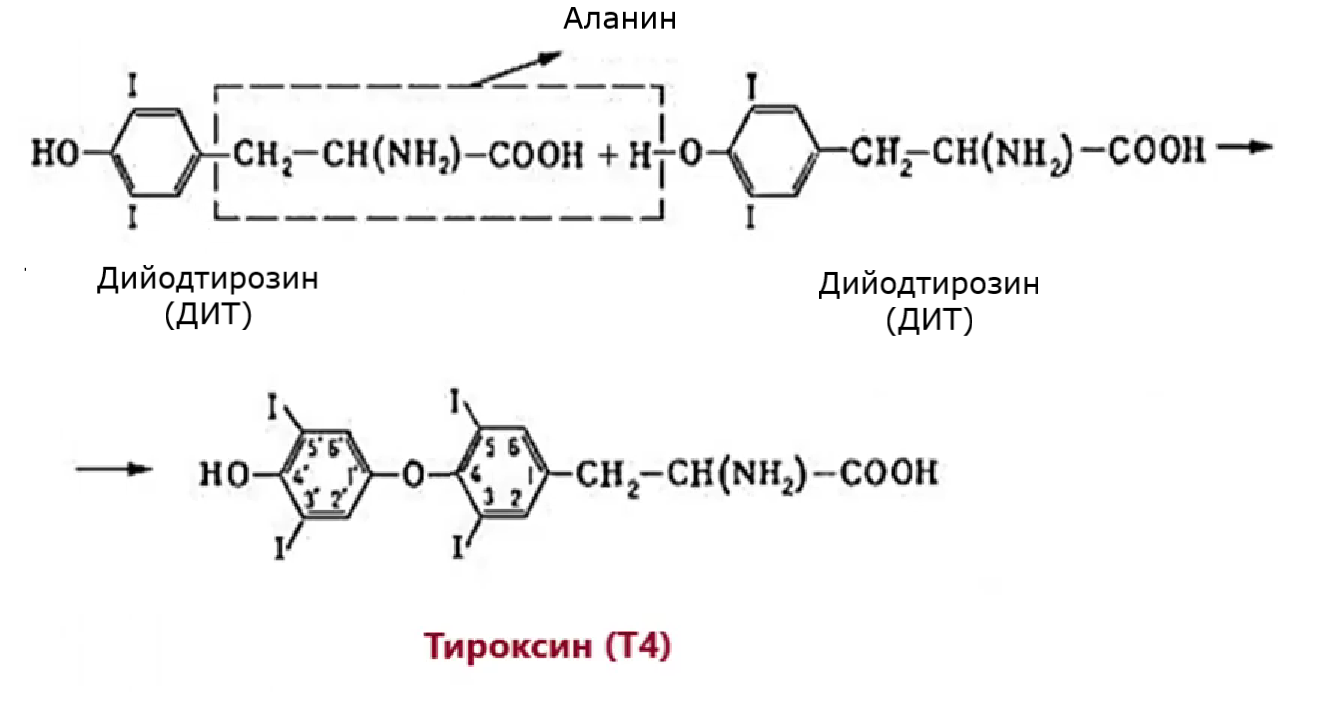 Аланин
I I
HO CH₂–CH(NH₂)–COOH + H–O CH₂–CH(NH₂)–COOH
I I
Дийодтирозин Дийодтирозин
(ДИТ) (ДИТ)
I I
5' 6' 5 6
HO 4' 1' O 4 1 CH₂–CH(NH₂)–COOH
3' 2' 3 2
I I
Тироксин (Т4)